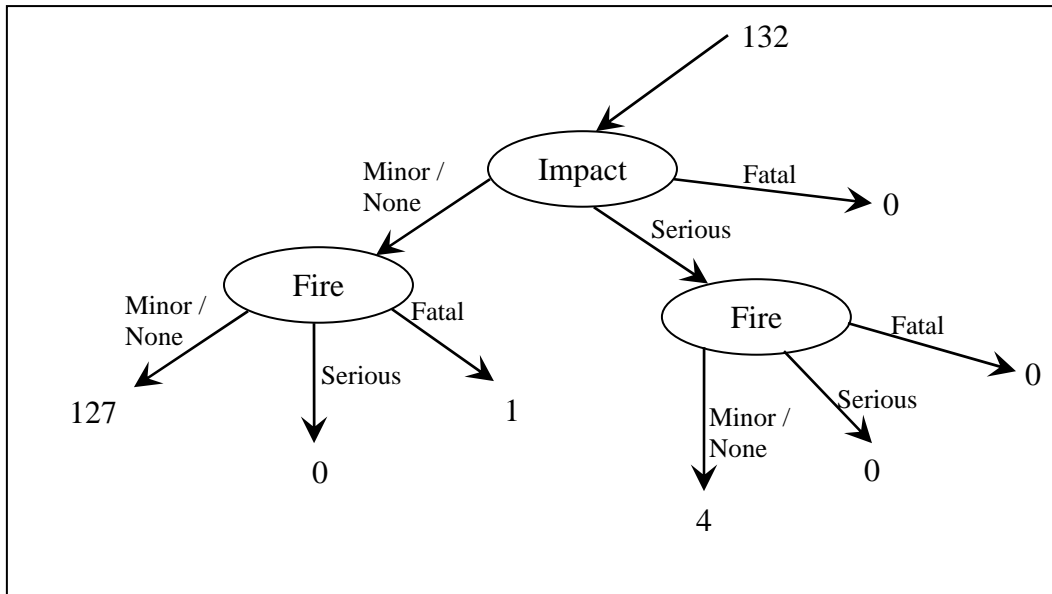 132
Impact
Minor /
None
Fatal
0
Serious
Fire
Minor /
None
Fatal
Serious
127
0
1
Fire
Fatal
0
Serious
Minor /
None
0
4